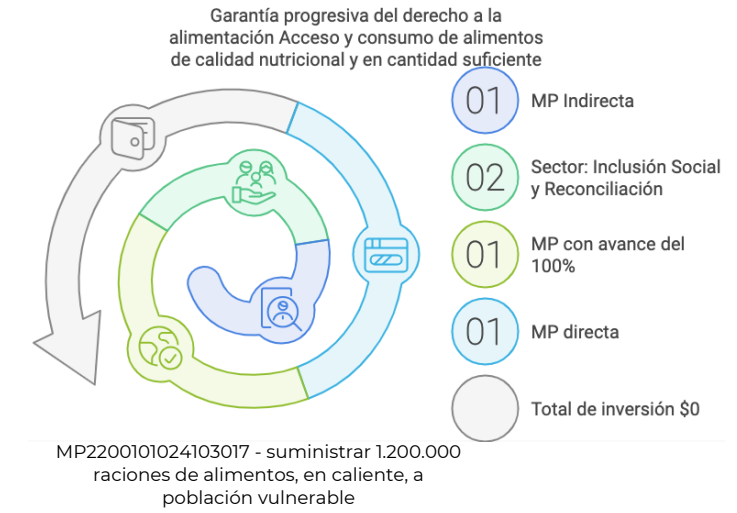 Garantía progresiva del derecho a la
alimentación Acceso y consumo de alimentos
de calidad nutricional y en cantidad suficiente
01
MP Indirecta
02
Sector: Inclusión Social
y Reconciliación
01
MP con avance del
100%
01
MP directa
Total de inversión $0
MP2200101024103017 - suministrar 1.200.000
raciones de alimentos, en caliente, a
población vulnerable